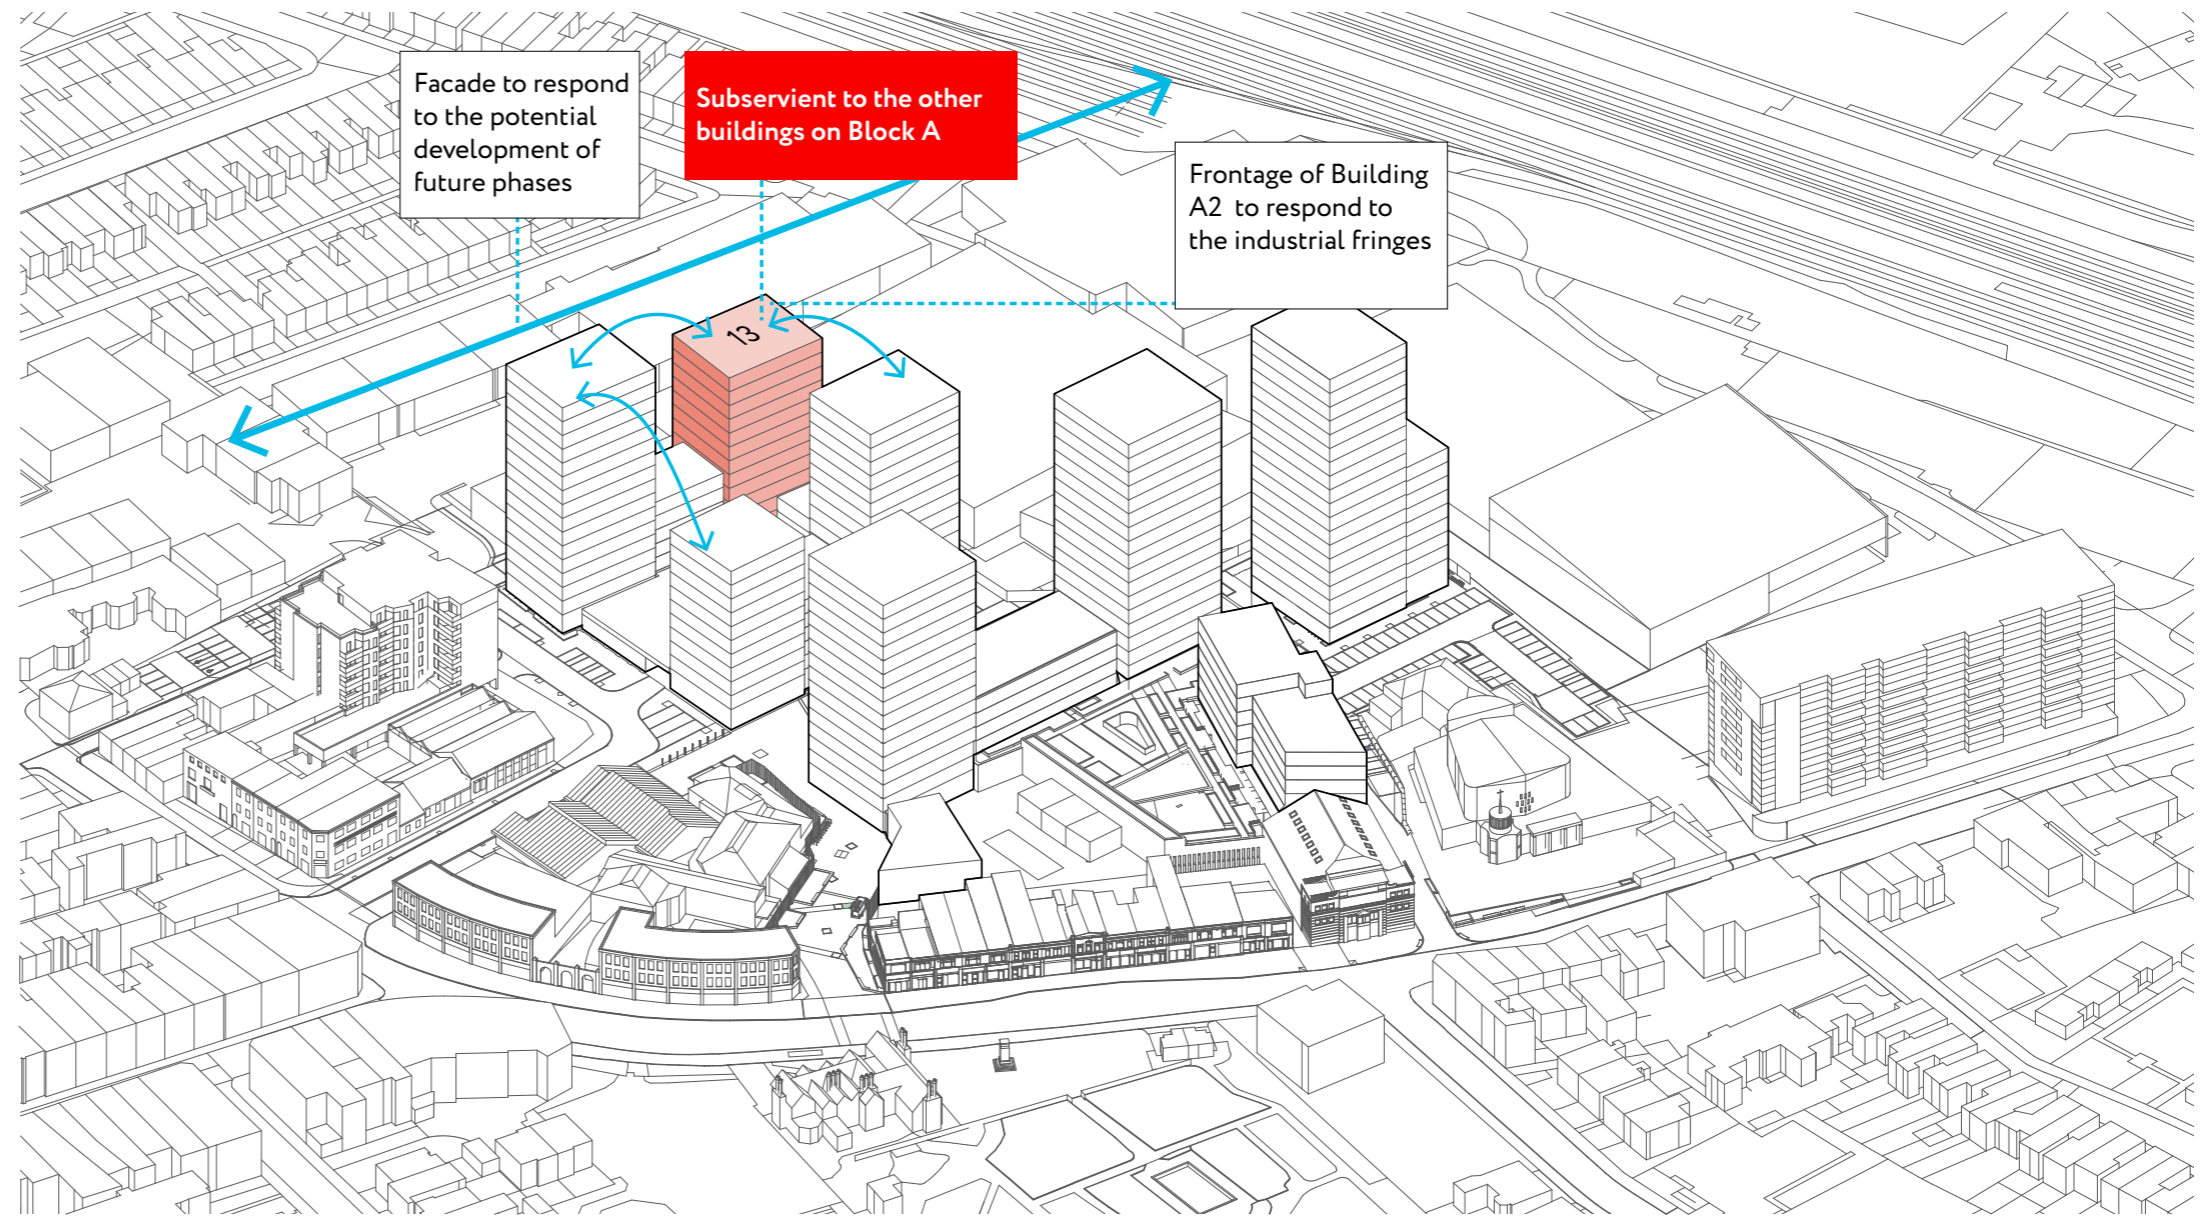 Facade to respond
to the potential
development of
future phases
Subservient to the other
buildings on Block A
Frontage of Building
A2 to respond to
the industrial fringes
13